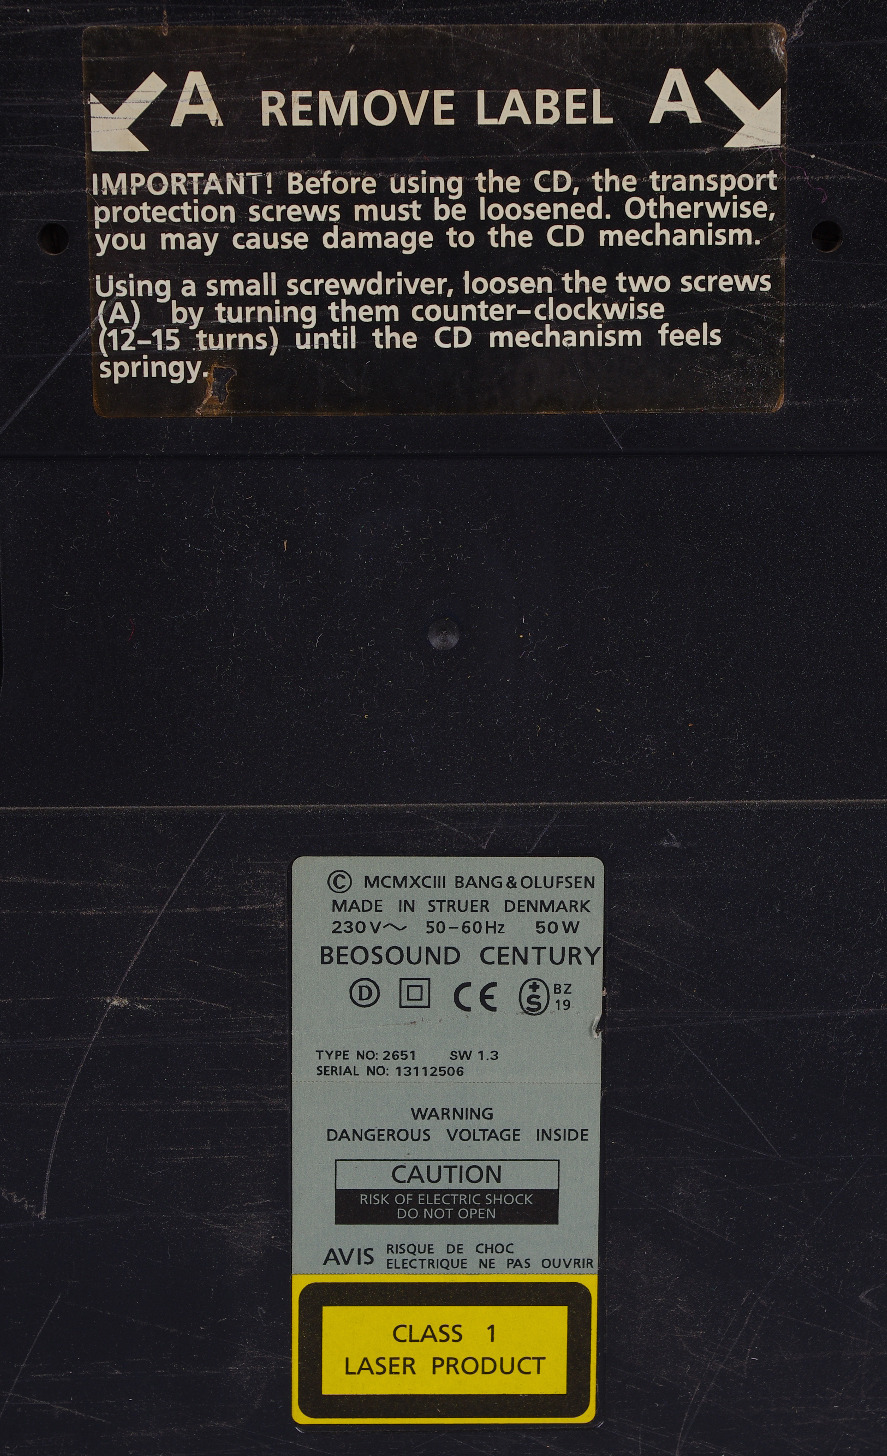 A REMOVE LABEL A
IMPORTANT! Before using the CD, the transport
protection screws must be loosened. Otherwise,
you may cause damage to the CD mechanism.
Using a small screwdriver, loosen the two screws
(A) by turning them counter-clockwise
(12-15 turns) until the CD mechanism feels
springy.
© MCMXCIII BANG & OLUFSEN
MADE IN STRUER DENMARK
230V~ 50-60Hz 50W
BEOSOUND CENTURY
D CE +S BZ
19
TYPE NO: 2651 SW 1.3
SERIAL NO: 13112506
WARNING
DANGEROUS VOLTAGE INSIDE
CAUTION
RISK OF ELECTRIC SHOCK
DO NOT OPEN
AVIS RISQUE DE CHOC
ELECTRIQUE NE PAS OUVRIR
CLASS 1
LASER PRODUCT